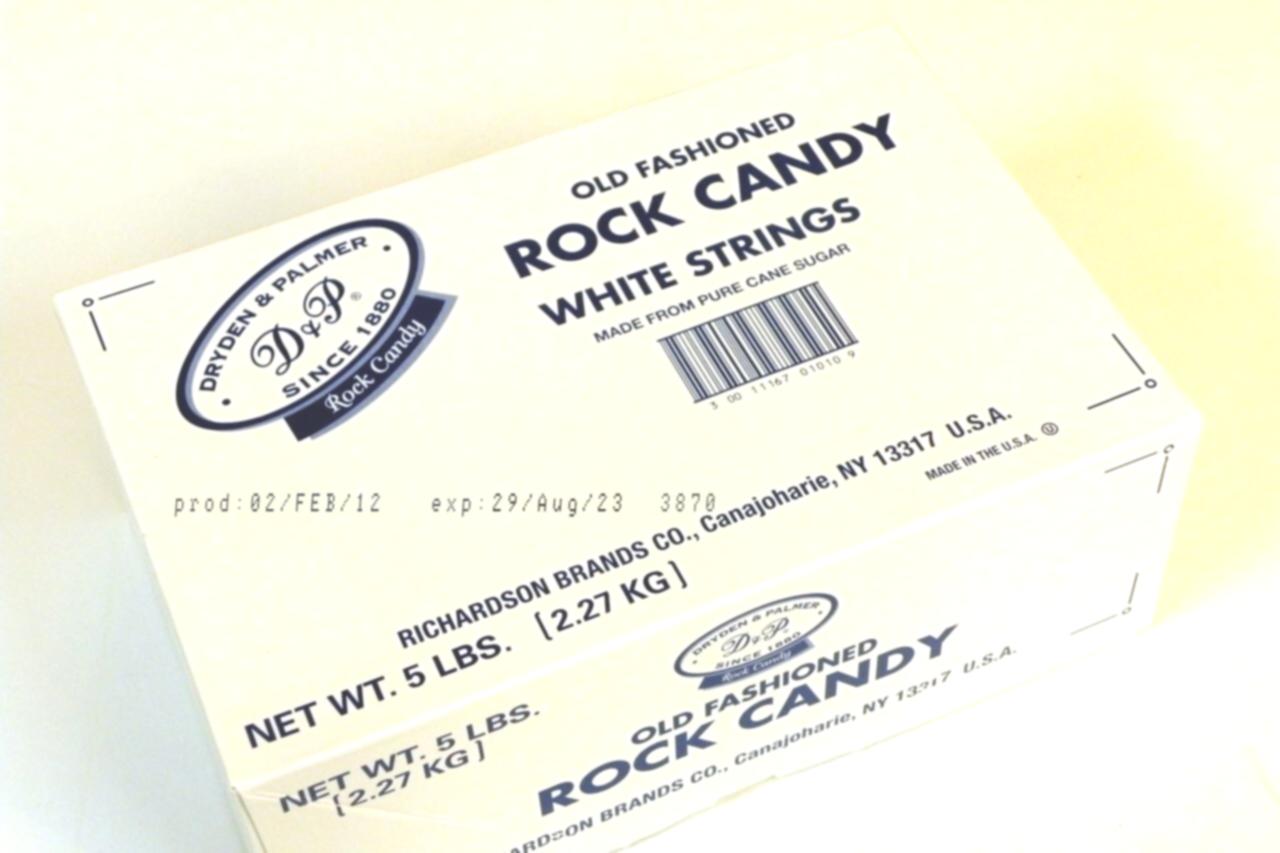 OLD FASHIONED
ROCK CANDY
WHITE STRINGS
MADE FROM PURE CANE SUGAR
3 00 11167 01010 9
DRYDEN & PALMER
D&P®
SINCE 1880
Rock Candy
prod:02/FEB/12 exp:29/Aug/23 3870
RICHARDSON BRANDS CO., Canajoharie, NY 13317 U.S.A.
MADE IN THE U.S.A. Ⓤ
NET WT. 5 LBS. [2.27 KG]
DRYDEN & PALMER
D&P
SINCE 1880
Rock Candy
OLD FASHIONED
ROCK CANDY
NET WT. 5 LBS.
[2.27 KG]
BRANDS CO., Canajoharie, NY 13317 U.S.A.